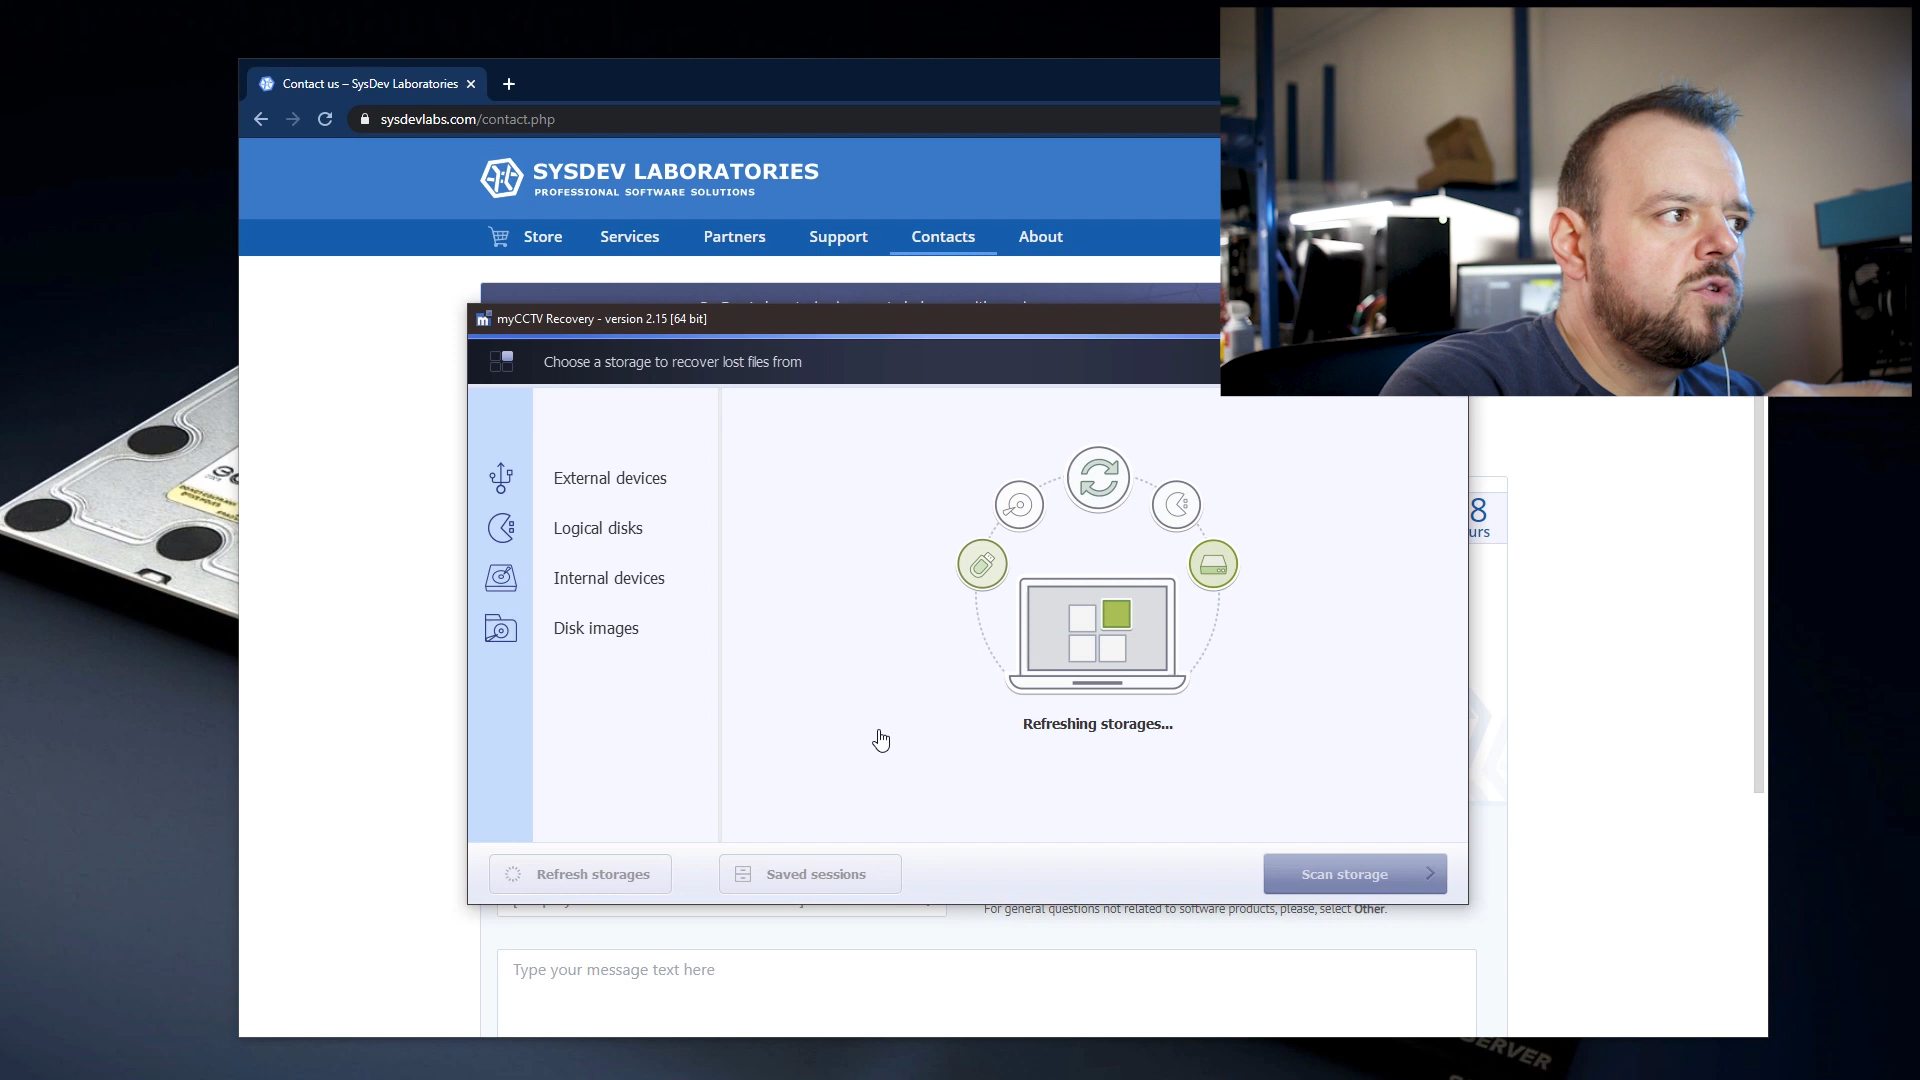 Contact us – SysDev Laboratories
sysdevlabs.com/contact.php
SYSDEV LABORATORIES
PROFESSIONAL SOFTWARE SOLUTIONS
Store Services Partners Support Contacts About
myCCTV Recovery - version 2.15 [64 bit]
Choose a storage to recover lost files from
External devices
Logical disks
Internal devices
Disk images
Refreshing storages...
8
urs
Refresh storages
Saved sessions
Scan storage
For general questions not related to software products, please, select Other.
Type your message text here
SERVER